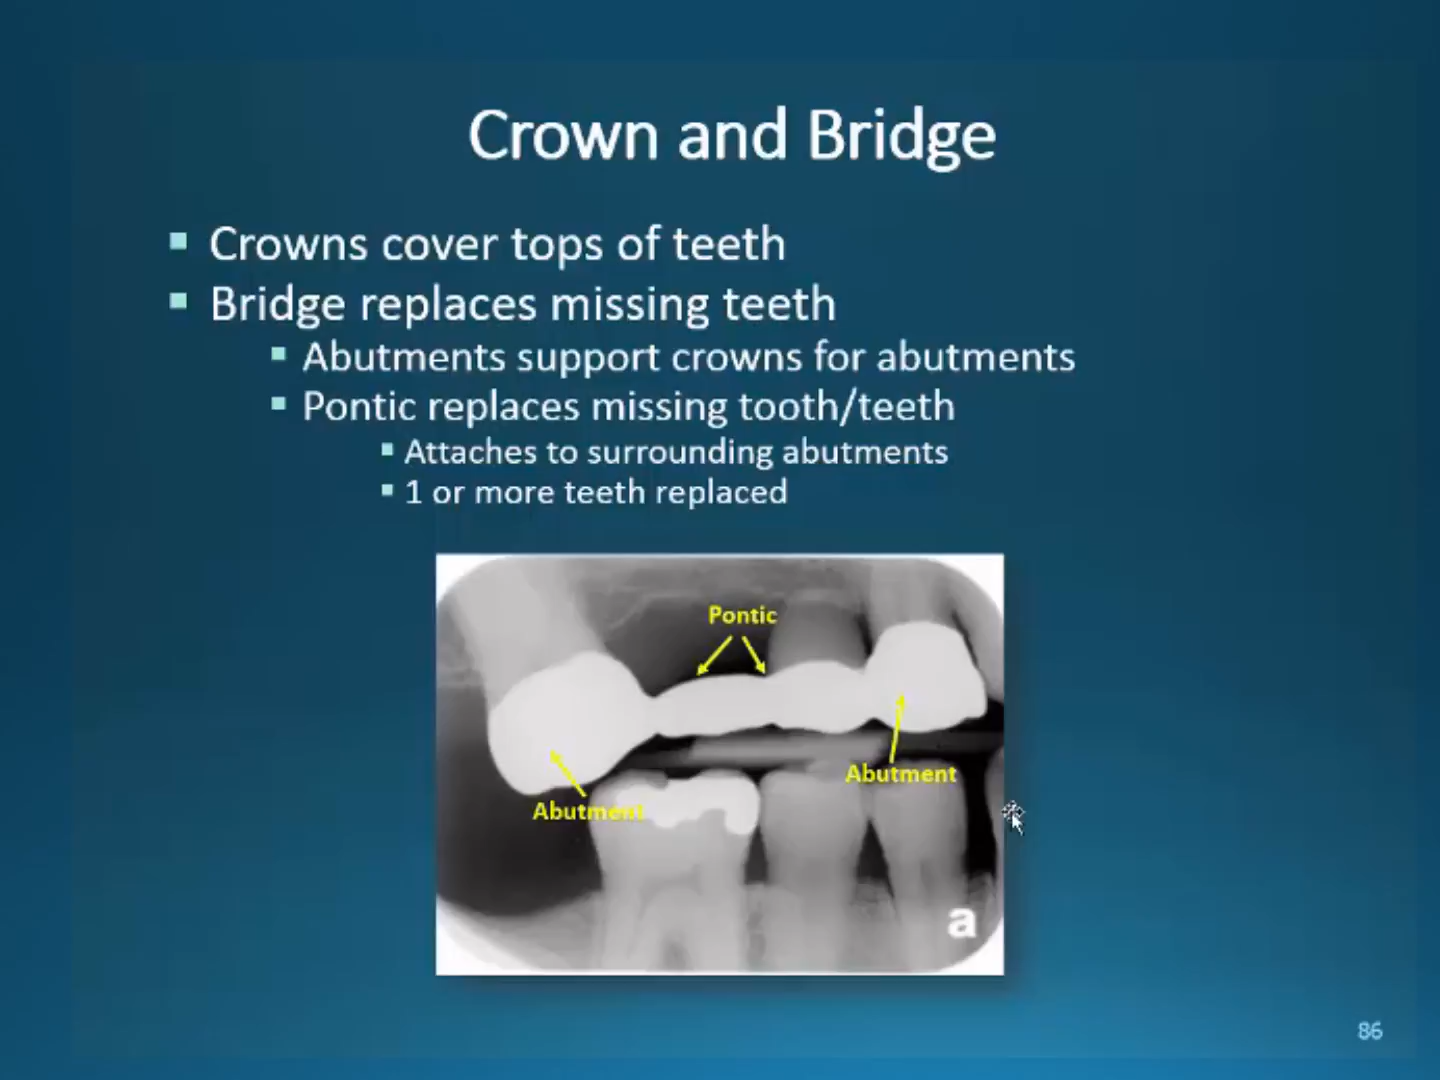 Crown and Bridge
Crowns cover tops of teeth
Bridge replaces missing teeth
Abutments support crowns for abutments
Pontic replaces missing tooth/teeth
Attaches to surrounding abutments
1 or more teeth replaced
Pontic
Abutment
Abutment
a
86